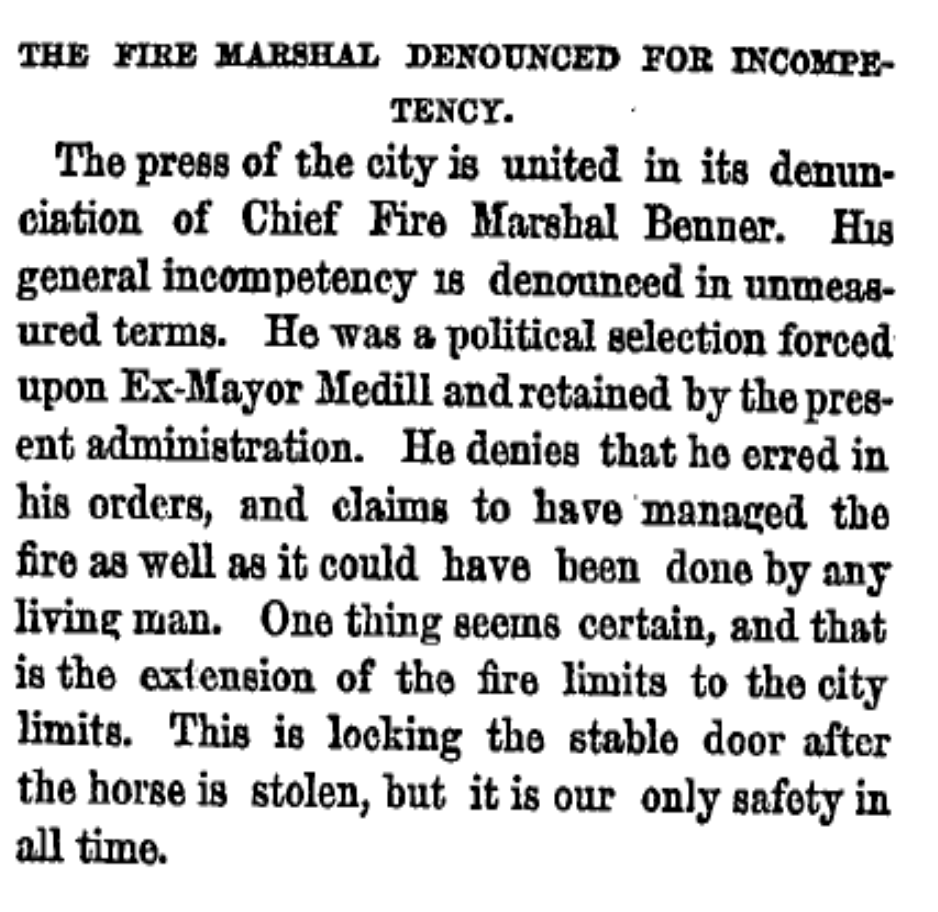 THE FIRE MARSHAL DENOUNCED FOR INCOMPE-
TENCY.
The press of the city is united in its denun-
ciation of Chief Fire Marshal Benner. His
general incompetency is denounced in unmeas-
ured terms. He was a political selection forced
upon Ex-Mayor Medill and retained by the pres-
ent administration. He denies that he erred in
his orders, and claims to have managed the
fire as well as it could have been done by any
living man. One thing seems certain, and that
is the extension of the fire limits to the city
limits. This is locking the stable door after
the horse is stolen, but it is our only safety in
all time.